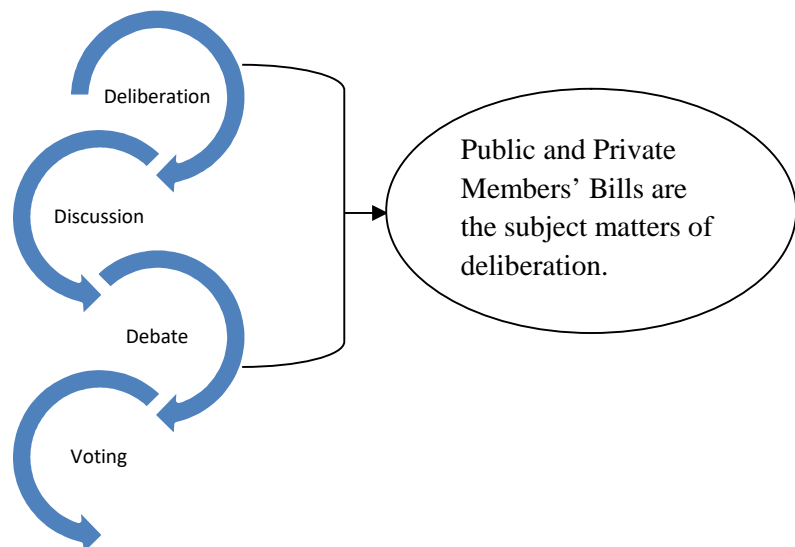 Deliberation
Discussion
Debate
Voting
Public and Private
Members’ Bills are
the subject matters of
deliberation.